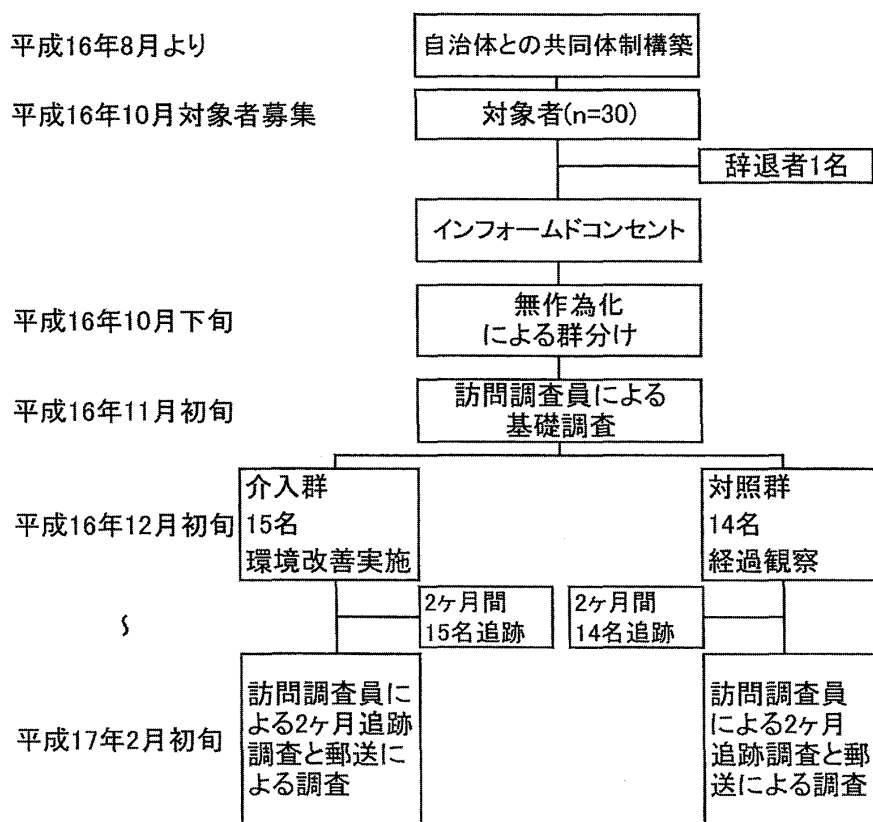 平成16年8月より
自治体との共同体制構築
平成16年10月対象者募集
対象者(n=30)
辞退者1名
インフォームドコンセント
平成16年10月下旬
無作為化
による群分け
平成16年11月初旬
訪問調査員による
基礎調査
平成16年12月初旬
介入群
15名
環境改善実施
対照群
14名
経過観察
~
2ヶ月間
15名追跡
2ヶ月間
14名追跡
平成17年2月初旬
訪問調査員に
よる2ヶ月追跡
調査と郵送に
よる調査
訪問調査員
による2ヶ月
追跡調査と郵
送による調査